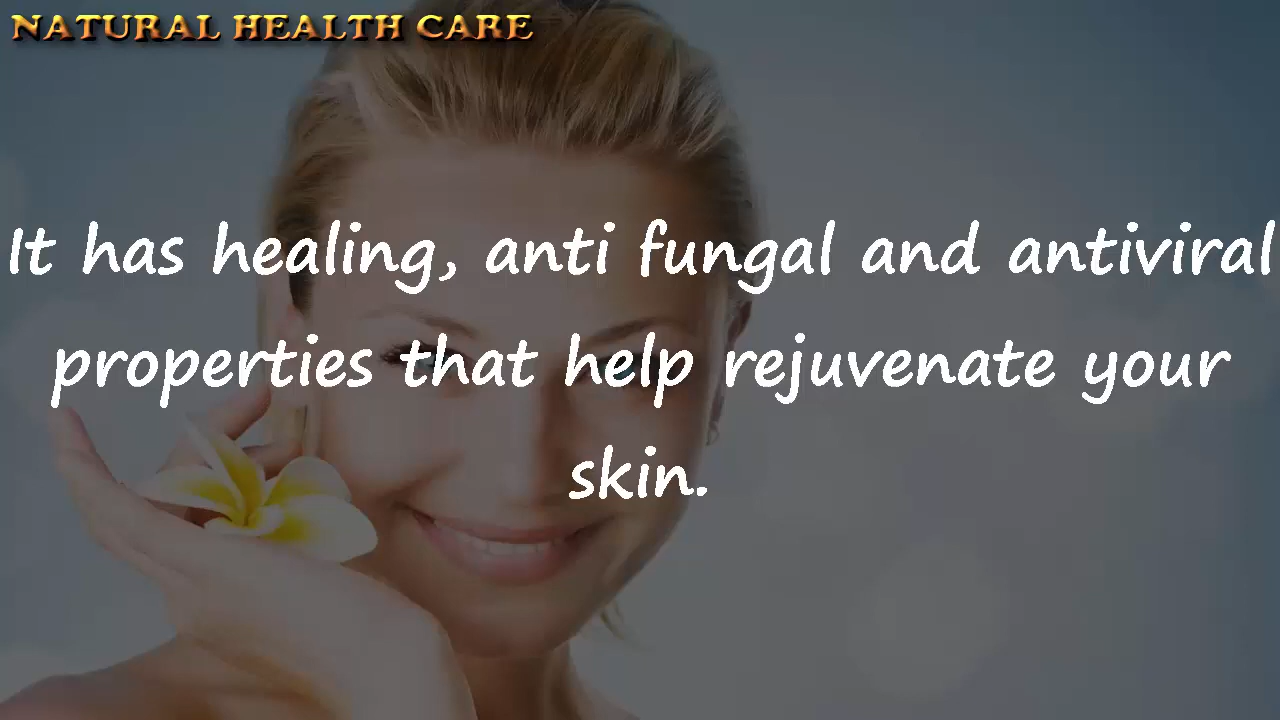 NATURAL HEALTH CARE
It has healing, anti fungal and antiviral
properties that help rejuvenate your
skin.